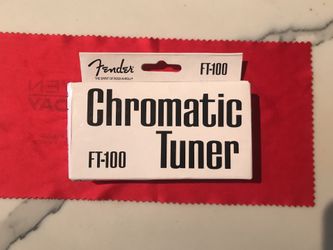 Fender
THE SPIRIT OF ROCK-N-ROLL
FT-100
Chromatic
FT-100 Tuner